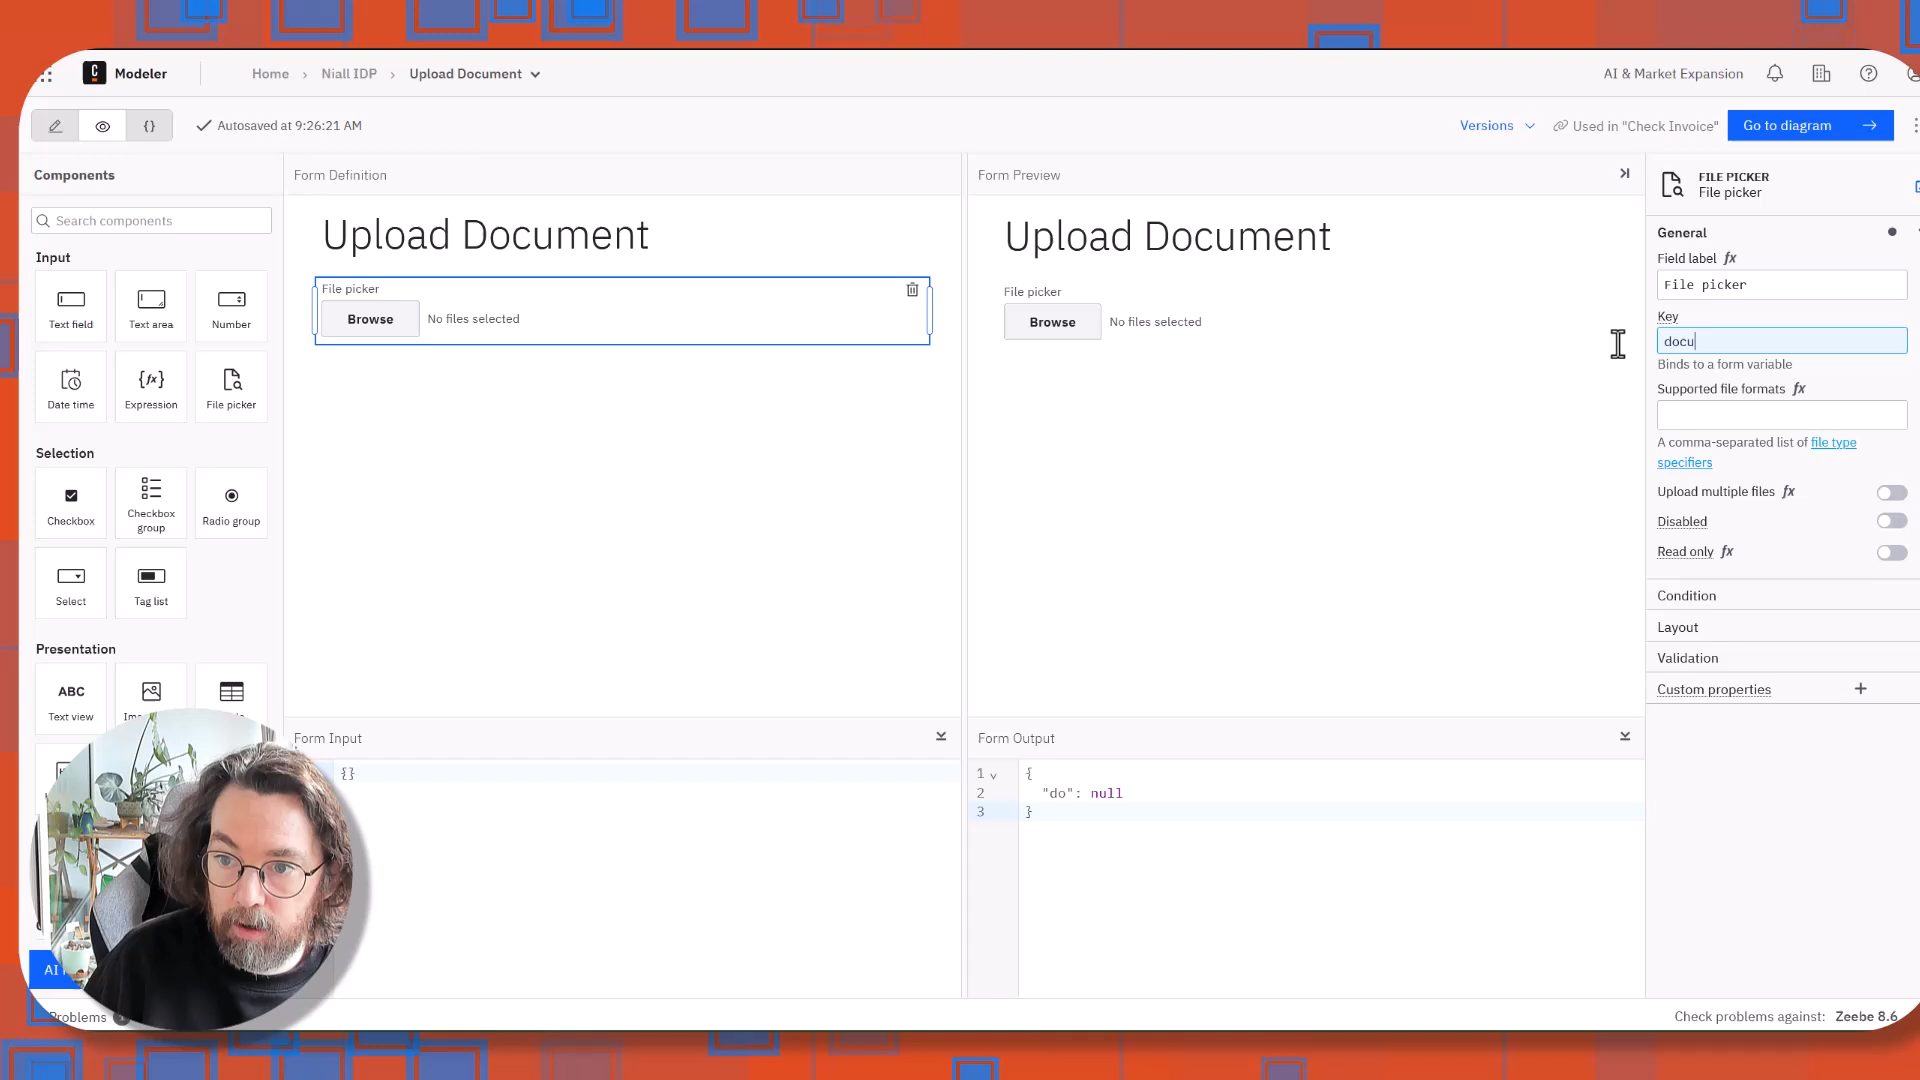 C Modeler
Home › Niall IDP › Upload Document
AI & Market Expansion
{} Autosaved at 9:26:21 AM
Versions
Used in "Check Invoice"
Go to diagram
Components
Form Definition
Form Preview
FILE PICKER
File picker
Search components
Upload Document
Upload Document
General
Input
Field label fx
File picker
File picker
File picker
Browse
No files selected
Browse
No files selected
Text field
Text area
Number
Key
docu
Binds to a form variable
Date time
{fx} Expression
File picker
Supported file formats fx
A comma-separated list of file type
specifiers
Selection
Upload multiple files fx
Checkbox
Checkbox
group
Radio group
Disabled
Read only fx
Select
Tag list
Condition
Layout
Presentation
Validation
ABC
Text view
Custom properties
Form Input
Form Output
{}
1 {
2 "do": null
3 }
AI
Problems
Check problems against: Zeebe 8.6